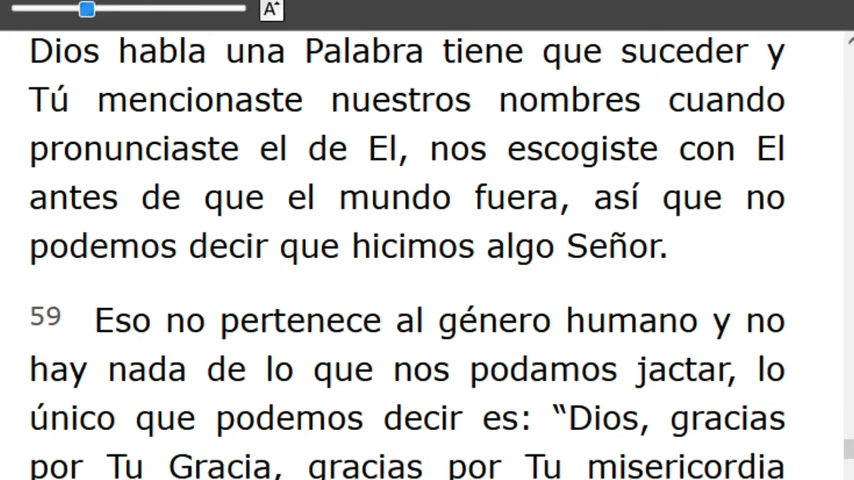 A
Dios habla una Palabra tiene que suceder y
Tú mencionaste nuestros nombres cuando
pronunciaste el de El, nos escogiste con El
antes de que el mundo fuera, así que no
podemos decir que hicimos algo Señor.
59 Eso no pertenece al género humano y no
hay nada de lo que nos podamos jactar, lo
único que podemos decir es: “Dios, gracias
por Tu Gracia, gracias por Tu misericordia